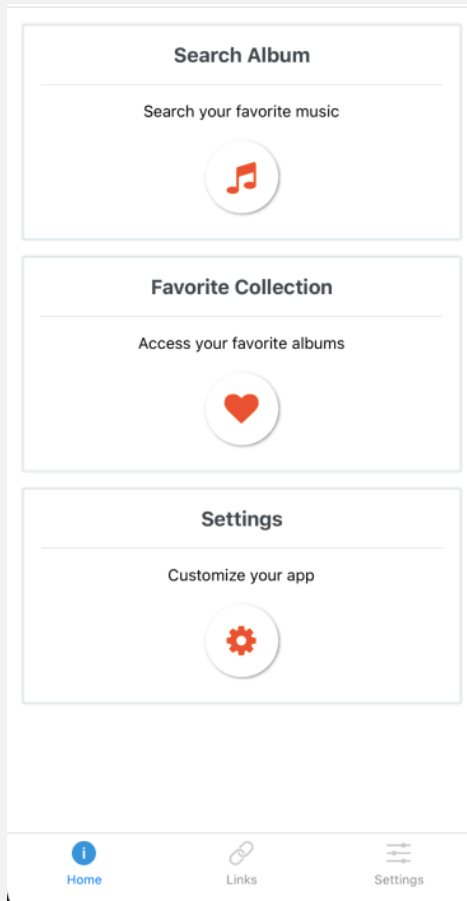 Search Album
Search your favorite music
Favorite Collection
Access your favorite albums
Settings
Customize your app
Home
Links
Settings